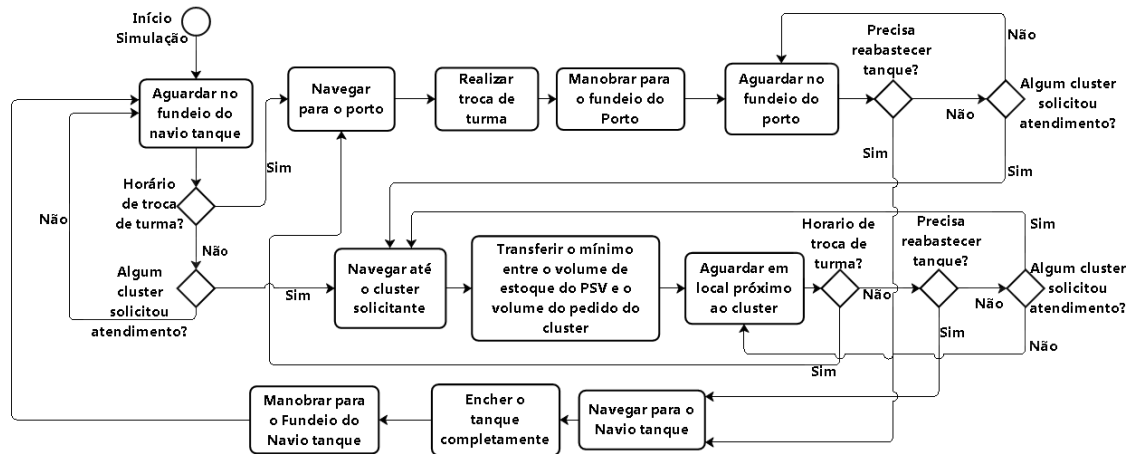 Início
Simulação
Aguardar no
fundeio do
navio tanque
Navegar
para o porto
Realizar
troca de
turma
Manobrar para
o fundeio do
Porto
Aguardar no
fundeio do
porto
Precisa
reabastecer
tanque?
Não
Não
Algum cluster
solicitou
atendimento?
Sim
Sim
Sim
Horário
de troca
de turma?
Não
Não
Algum
cluster
solicitou
atendimento?
Sim
Navegar até
o cluster
solicitante
Transferir o mínimo
entre o volume de
estoque do PSV e o
volume do pedido do
cluster
Aguardar em
local próximo
ao cluster
Horario de
troca de
turma?
Não
Sim
Precisa
reabastecer
tanque?
Não
Sim
Sim
Algum cluster
solicitou
atendimento?
Não
Manobrar para
o Fundeio do
Navio tanque
Encher o
tanque
completamente
Navegar para o
Navio tanque